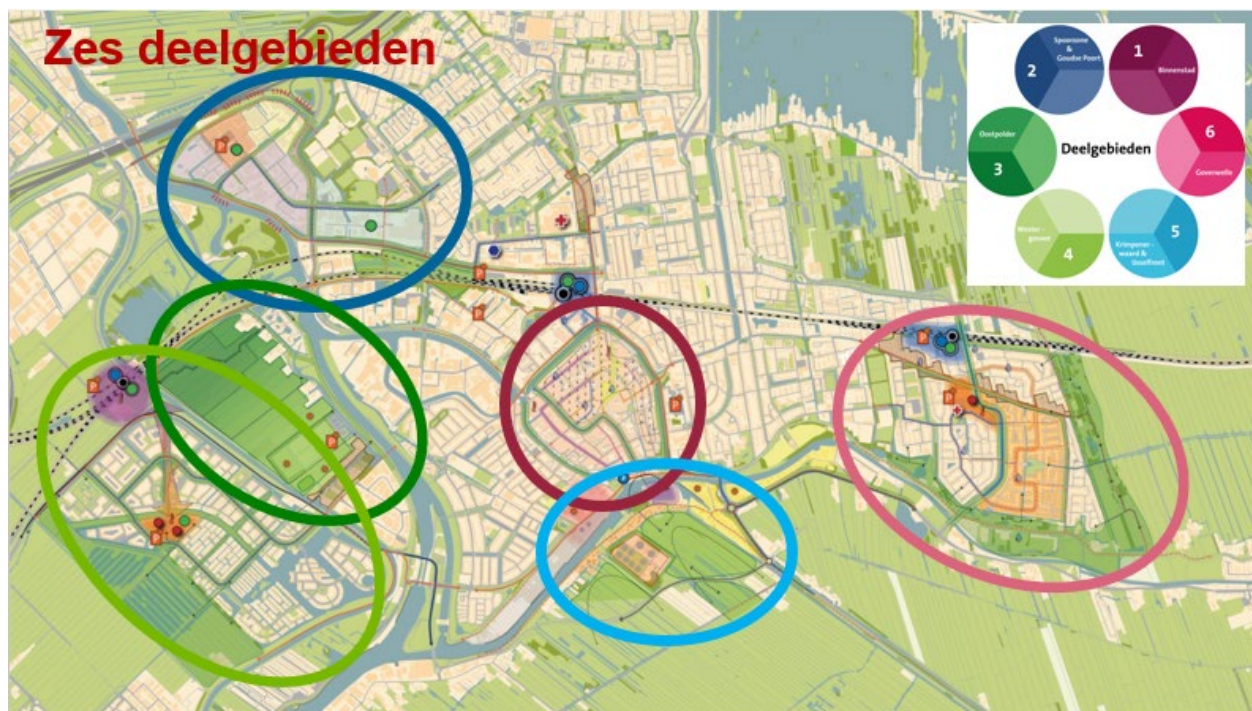 Zes deelgebieden
Spoorzone
&
Goudse Poort
2
1
Binnenstad
Oostpolder
3
Deelgebieden
6
Goverwelle
Wester-
gouwe
4
Krimpener-
waard &
IJsselfront
5
P
P
P
P
P
P
P
P